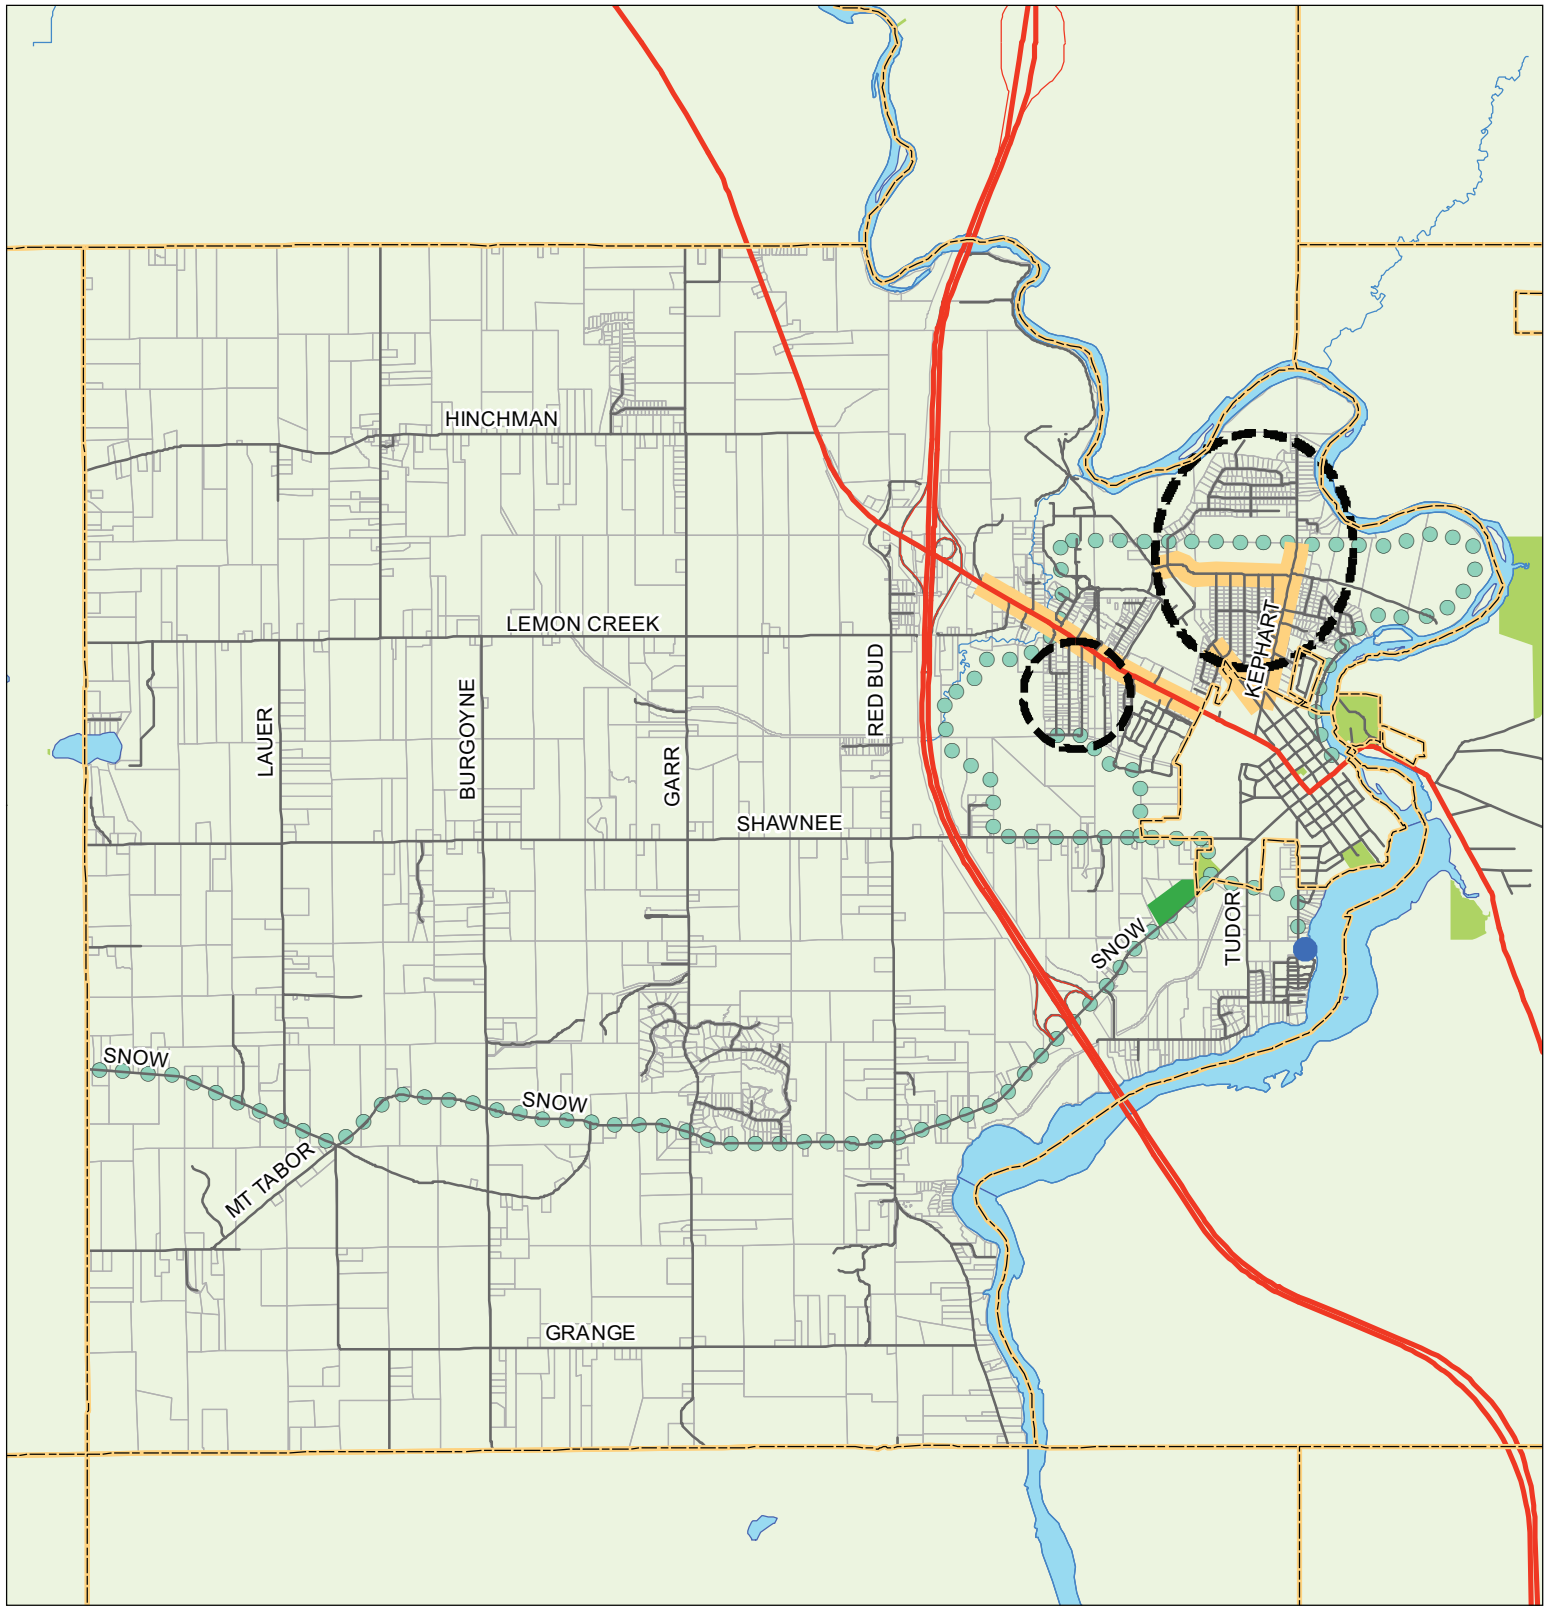 HINCHMAN
KEPHART
LEMON CREEK
RED BUD
BURGOYNE
LAUER
GARR
SHAWNEE
TUDOR
SNOW
SNOW
SNOW
MT TABOR
GRANGE